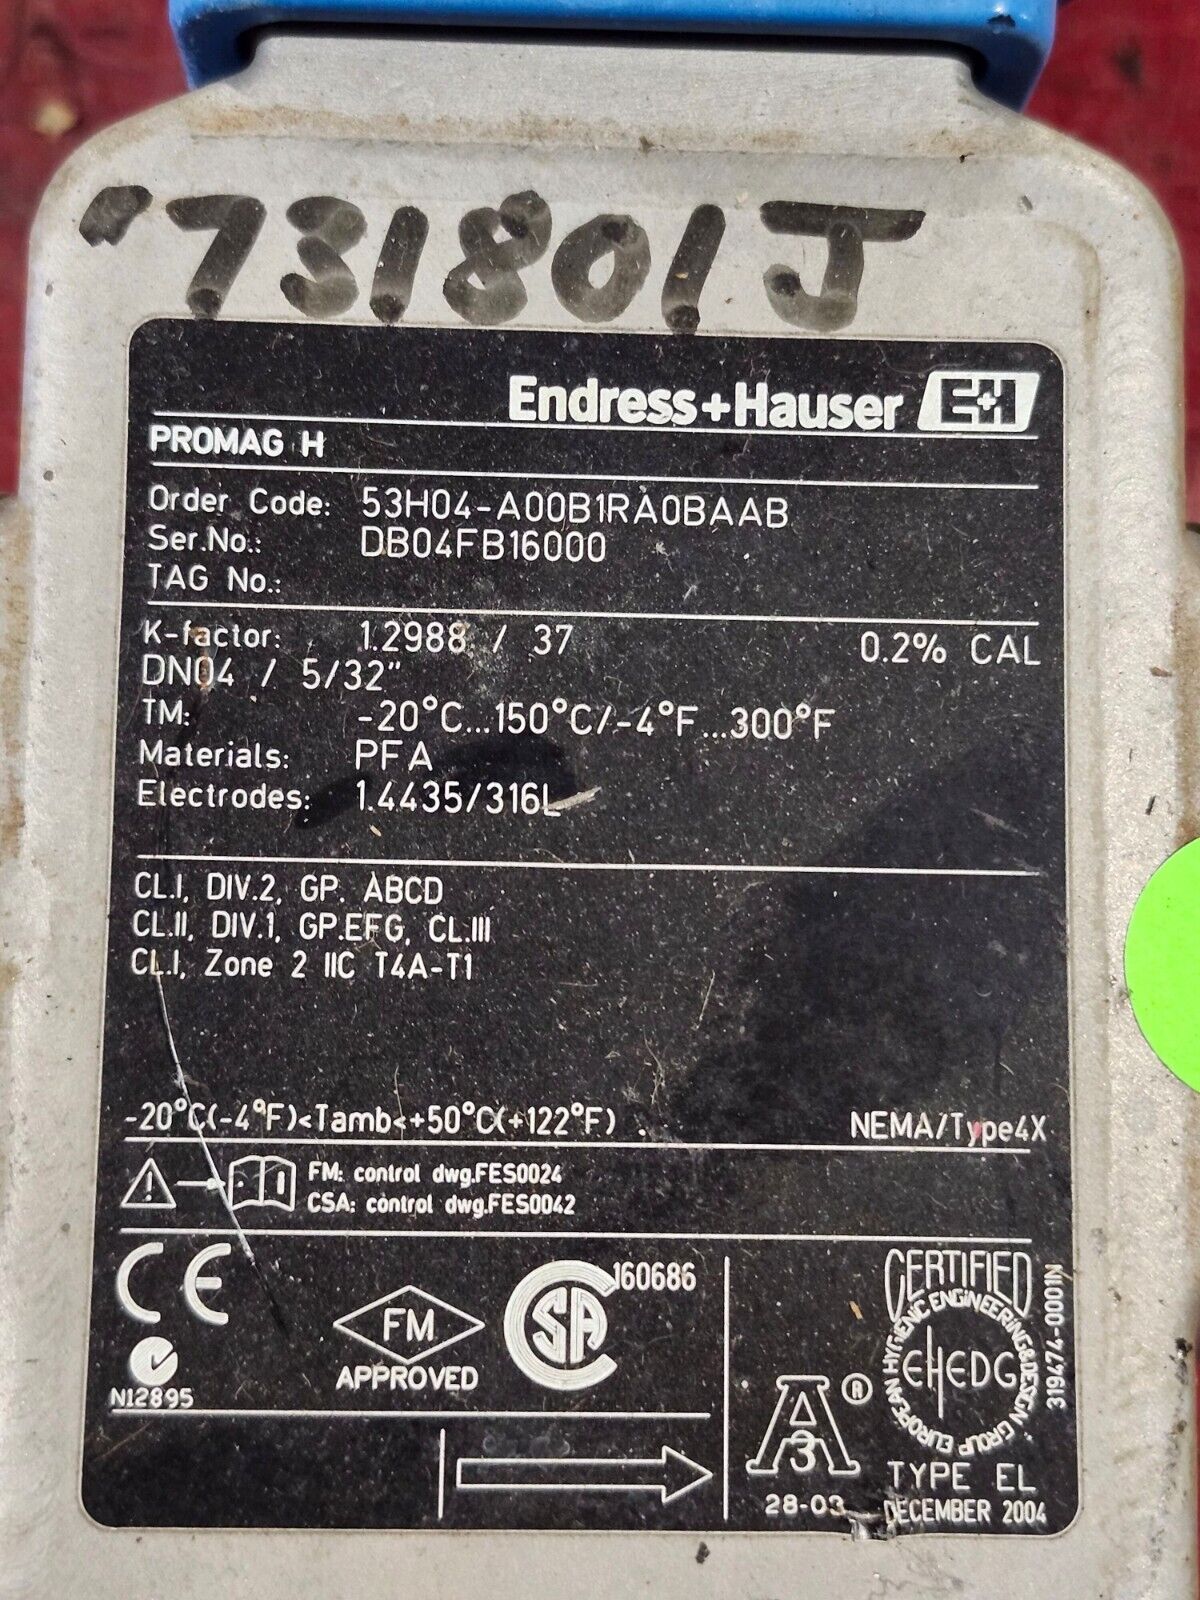 731801J
Endress+Hauser E+H
PROMAG H
Order Code: 53H04-A00B1RA0BAAB
Ser.No.: DB04FB16000
TAG No.:
K-factor: 1.2988 / 37 0.2% CAL
DN04 / 5/32"
TM: -20°C...150°C/-4°F...300°F
Materials: PFA
Electrodes: 1.4435/316L
CL.I, DIV.2, GP. ABCD
CL.II, DIV.1, GP.EFG, CL.III
CL.I, Zone 2 IIC T4A-T1
-20°C(-4°F)<Tamb<+50°C(+122°F) NEMA/Type4X
FM: control dwg.FES0024
CSA: control dwg.FES0042
CE
N12895
FM
APPROVED
CSA 160686
A 3 ®
28-03
CERTIFIED
EUROPEAN HYGIENIC ENGINEERING&DESIGN GROUP
EHEDG
TYPE EL
DECEMBER 2004
319474-0001IN